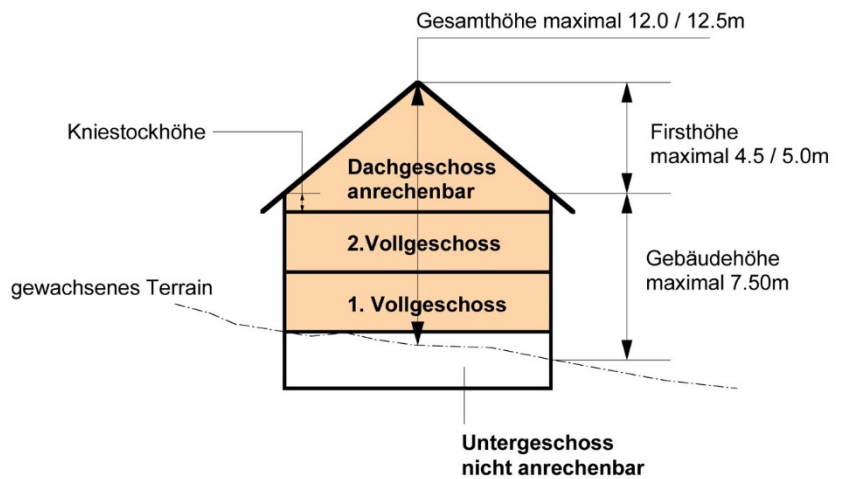 Gesamthöhe maximal 12.0 / 12.5m
Kniestockhöhe
Firsthöhe
maximal 4.5 / 5.0m
Dachgeschoss
anrechenbar
2.Vollgeschoss
Gebäudehöhe
maximal 7.50m
gewachsenes Terrain
1. Vollgeschoss
Untergeschoss
nicht anrechenbar